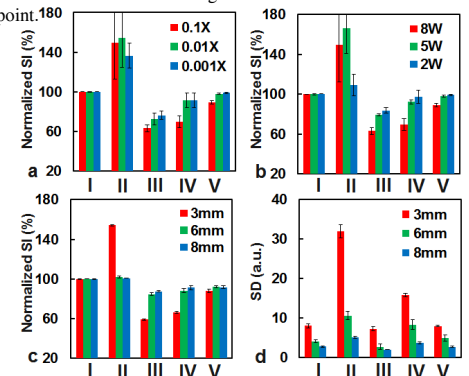 point.
180
140
100
60
20
Normalized SI (%)
0.1X
0.01X
0.001X
a
I II III IV V
180
140
100
60
20
Normalized SI (%)
8W
5W
2W
b
I II III IV V
180
140
100
60
20
Normalized SI (%)
3mm
6mm
8mm
c
I II III IV V
40
30
20
10
0
SD (a.u.)
3mm
6mm
8mm
d
I II III IV V